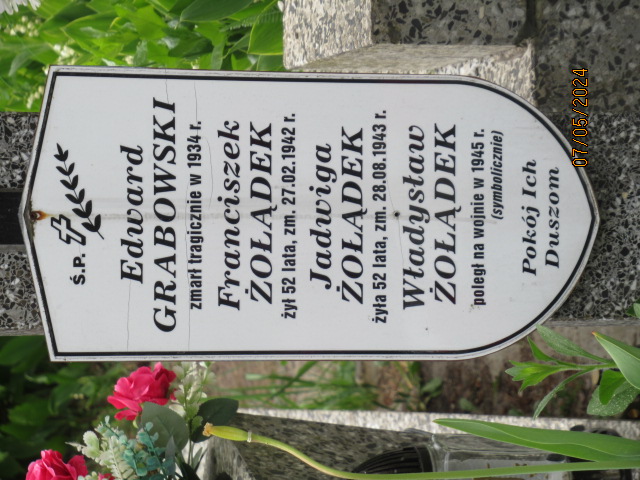 Ś.P.
Edward
GRABOWSKI
zmarł tragicznie w 1934 r.
Franciszek
ŻOŁĄDEK
żył 52 lata, zm. 27.02.1942 r.
Jadwiga
ŻOŁĄDEK
żyła 52 lata, zm. 28.08.1943 r.
Władysław
ŻOŁĄDEK
poległ na wojnie w 1945 r.
(symbolicznie)
Pokój Ich
Duszom
07/05/2024